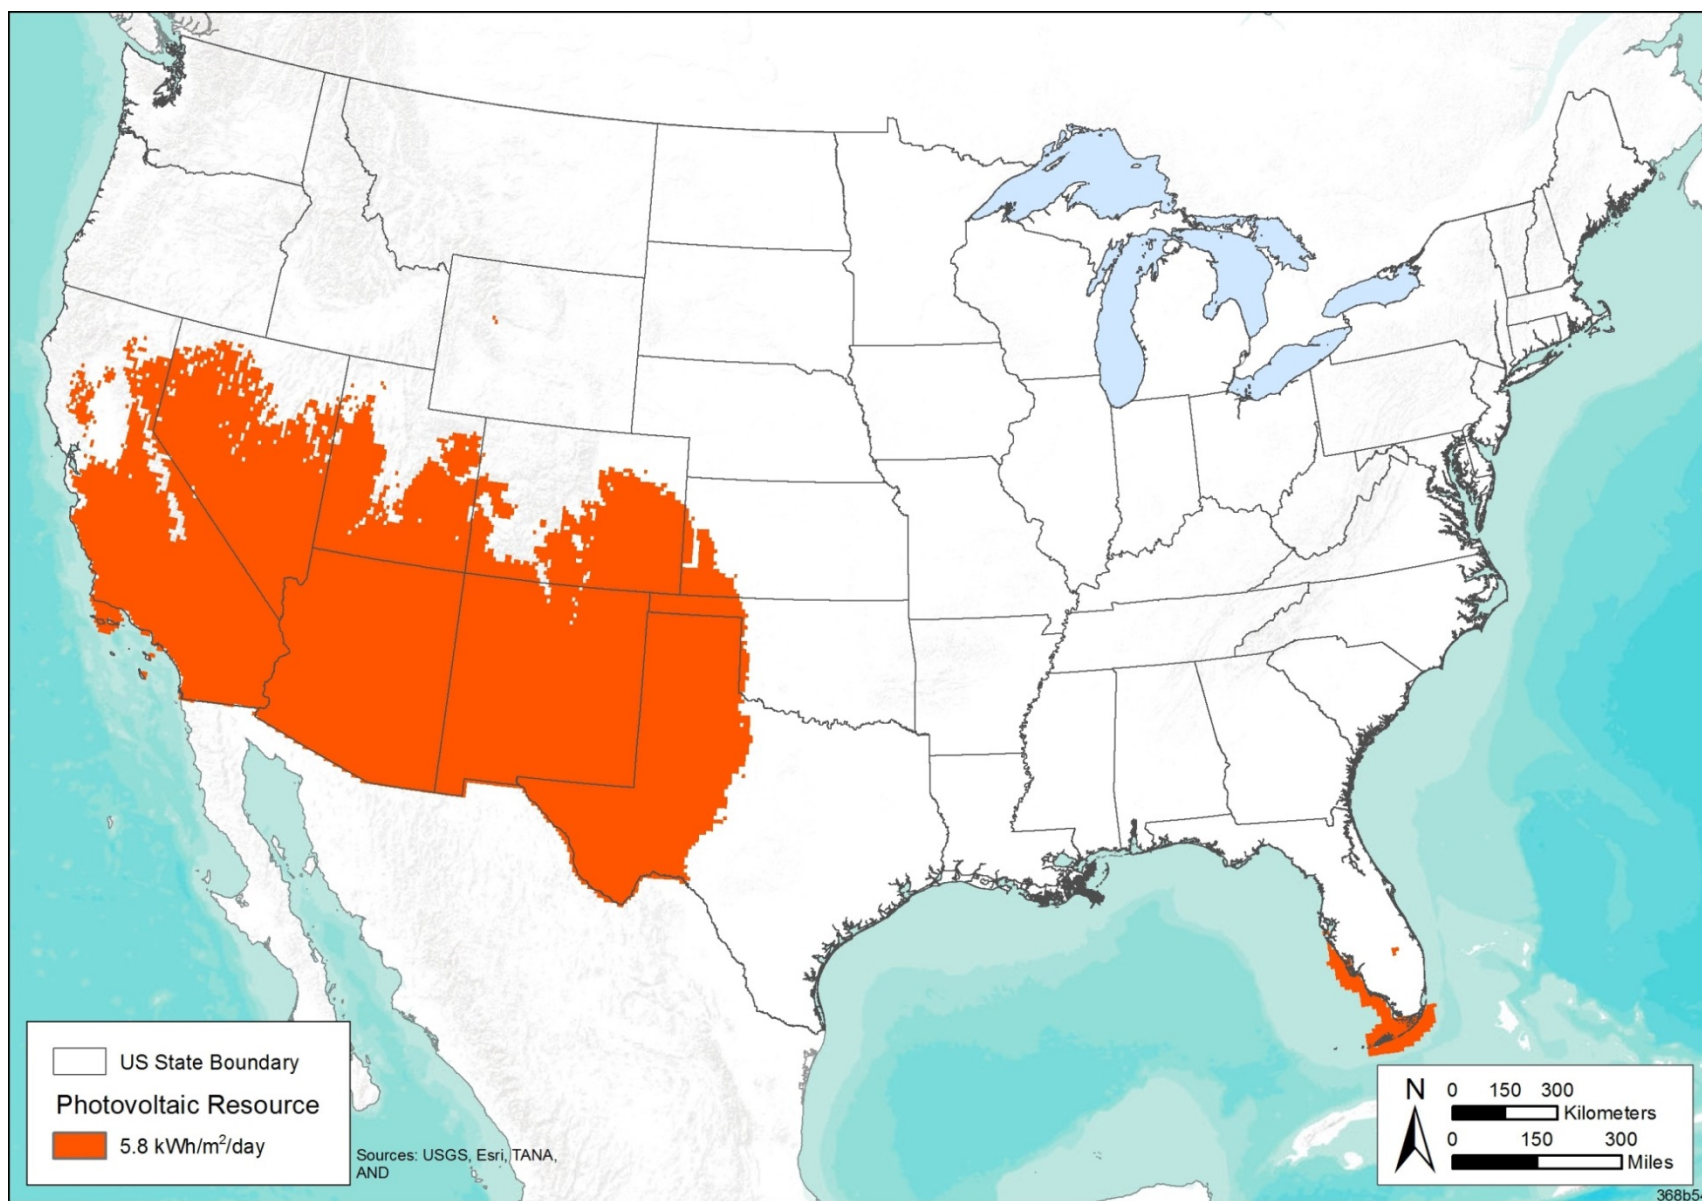 US State Boundary
Photovoltaic Resource
5.8 kWh/m²/day
Sources: USGS, Esri, TANA,
AND
N
0 150 300
Kilometers
0 150 300
Miles